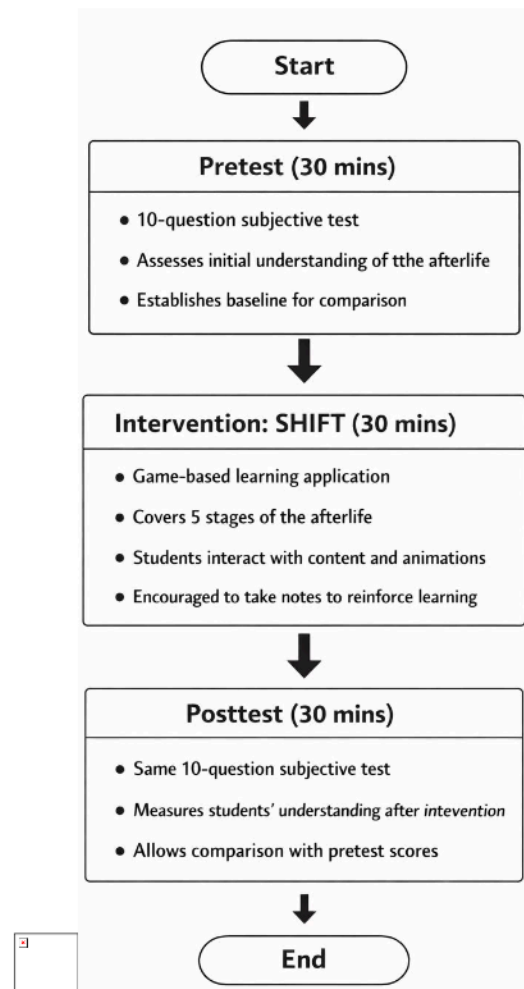 Start
Pretest (30 mins)
• 10-question subjective test
• Assesses initial understanding of tthe afterlife
• Establishes baseline for comparison
Intervention: SHIFT (30 mins)
• Game-based learning application
• Covers 5 stages of the afterlife
• Students interact with content and animations
• Encouraged to take notes to reinforce learning
Posttest (30 mins)
• Same 10-question subjective test
• Measures students’ understanding after intevention
• Allows comparison with pretest scores
End